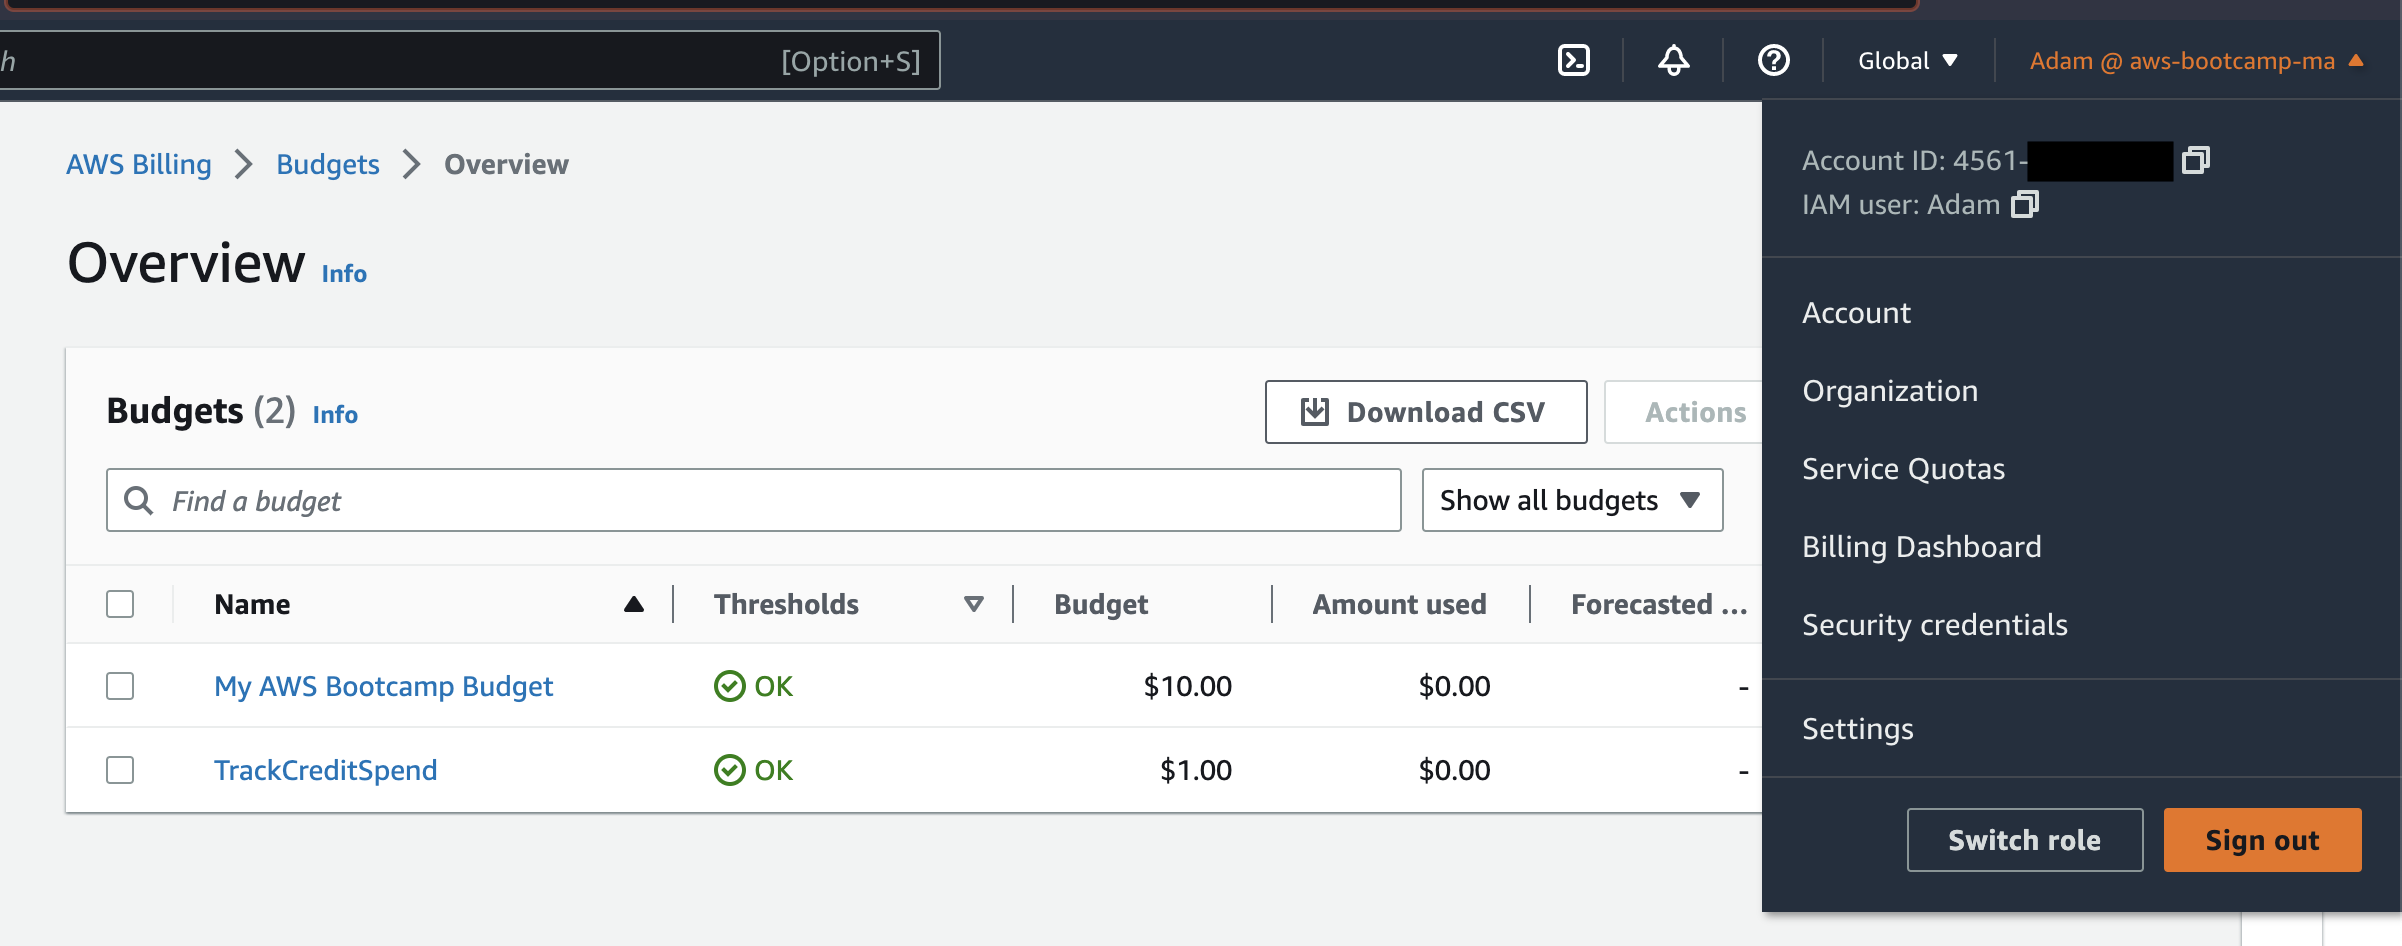 h [Option+S] Global Adam @ aws-bootcamp-ma
AWS Billing Budgets Overview
Overview Info
Budgets (2) Info
Download CSV Actions
Find a budget Show all budgets
Name Thresholds Budget Amount used Forecasted ...
My AWS Bootcamp Budget OK $10.00 $0.00 -
TrackCreditSpend OK $1.00 $0.00 -
Account ID: 4561-
IAM user: Adam
Account
Organization
Service Quotas
Billing Dashboard
Security credentials
Settings
Switch role Sign out